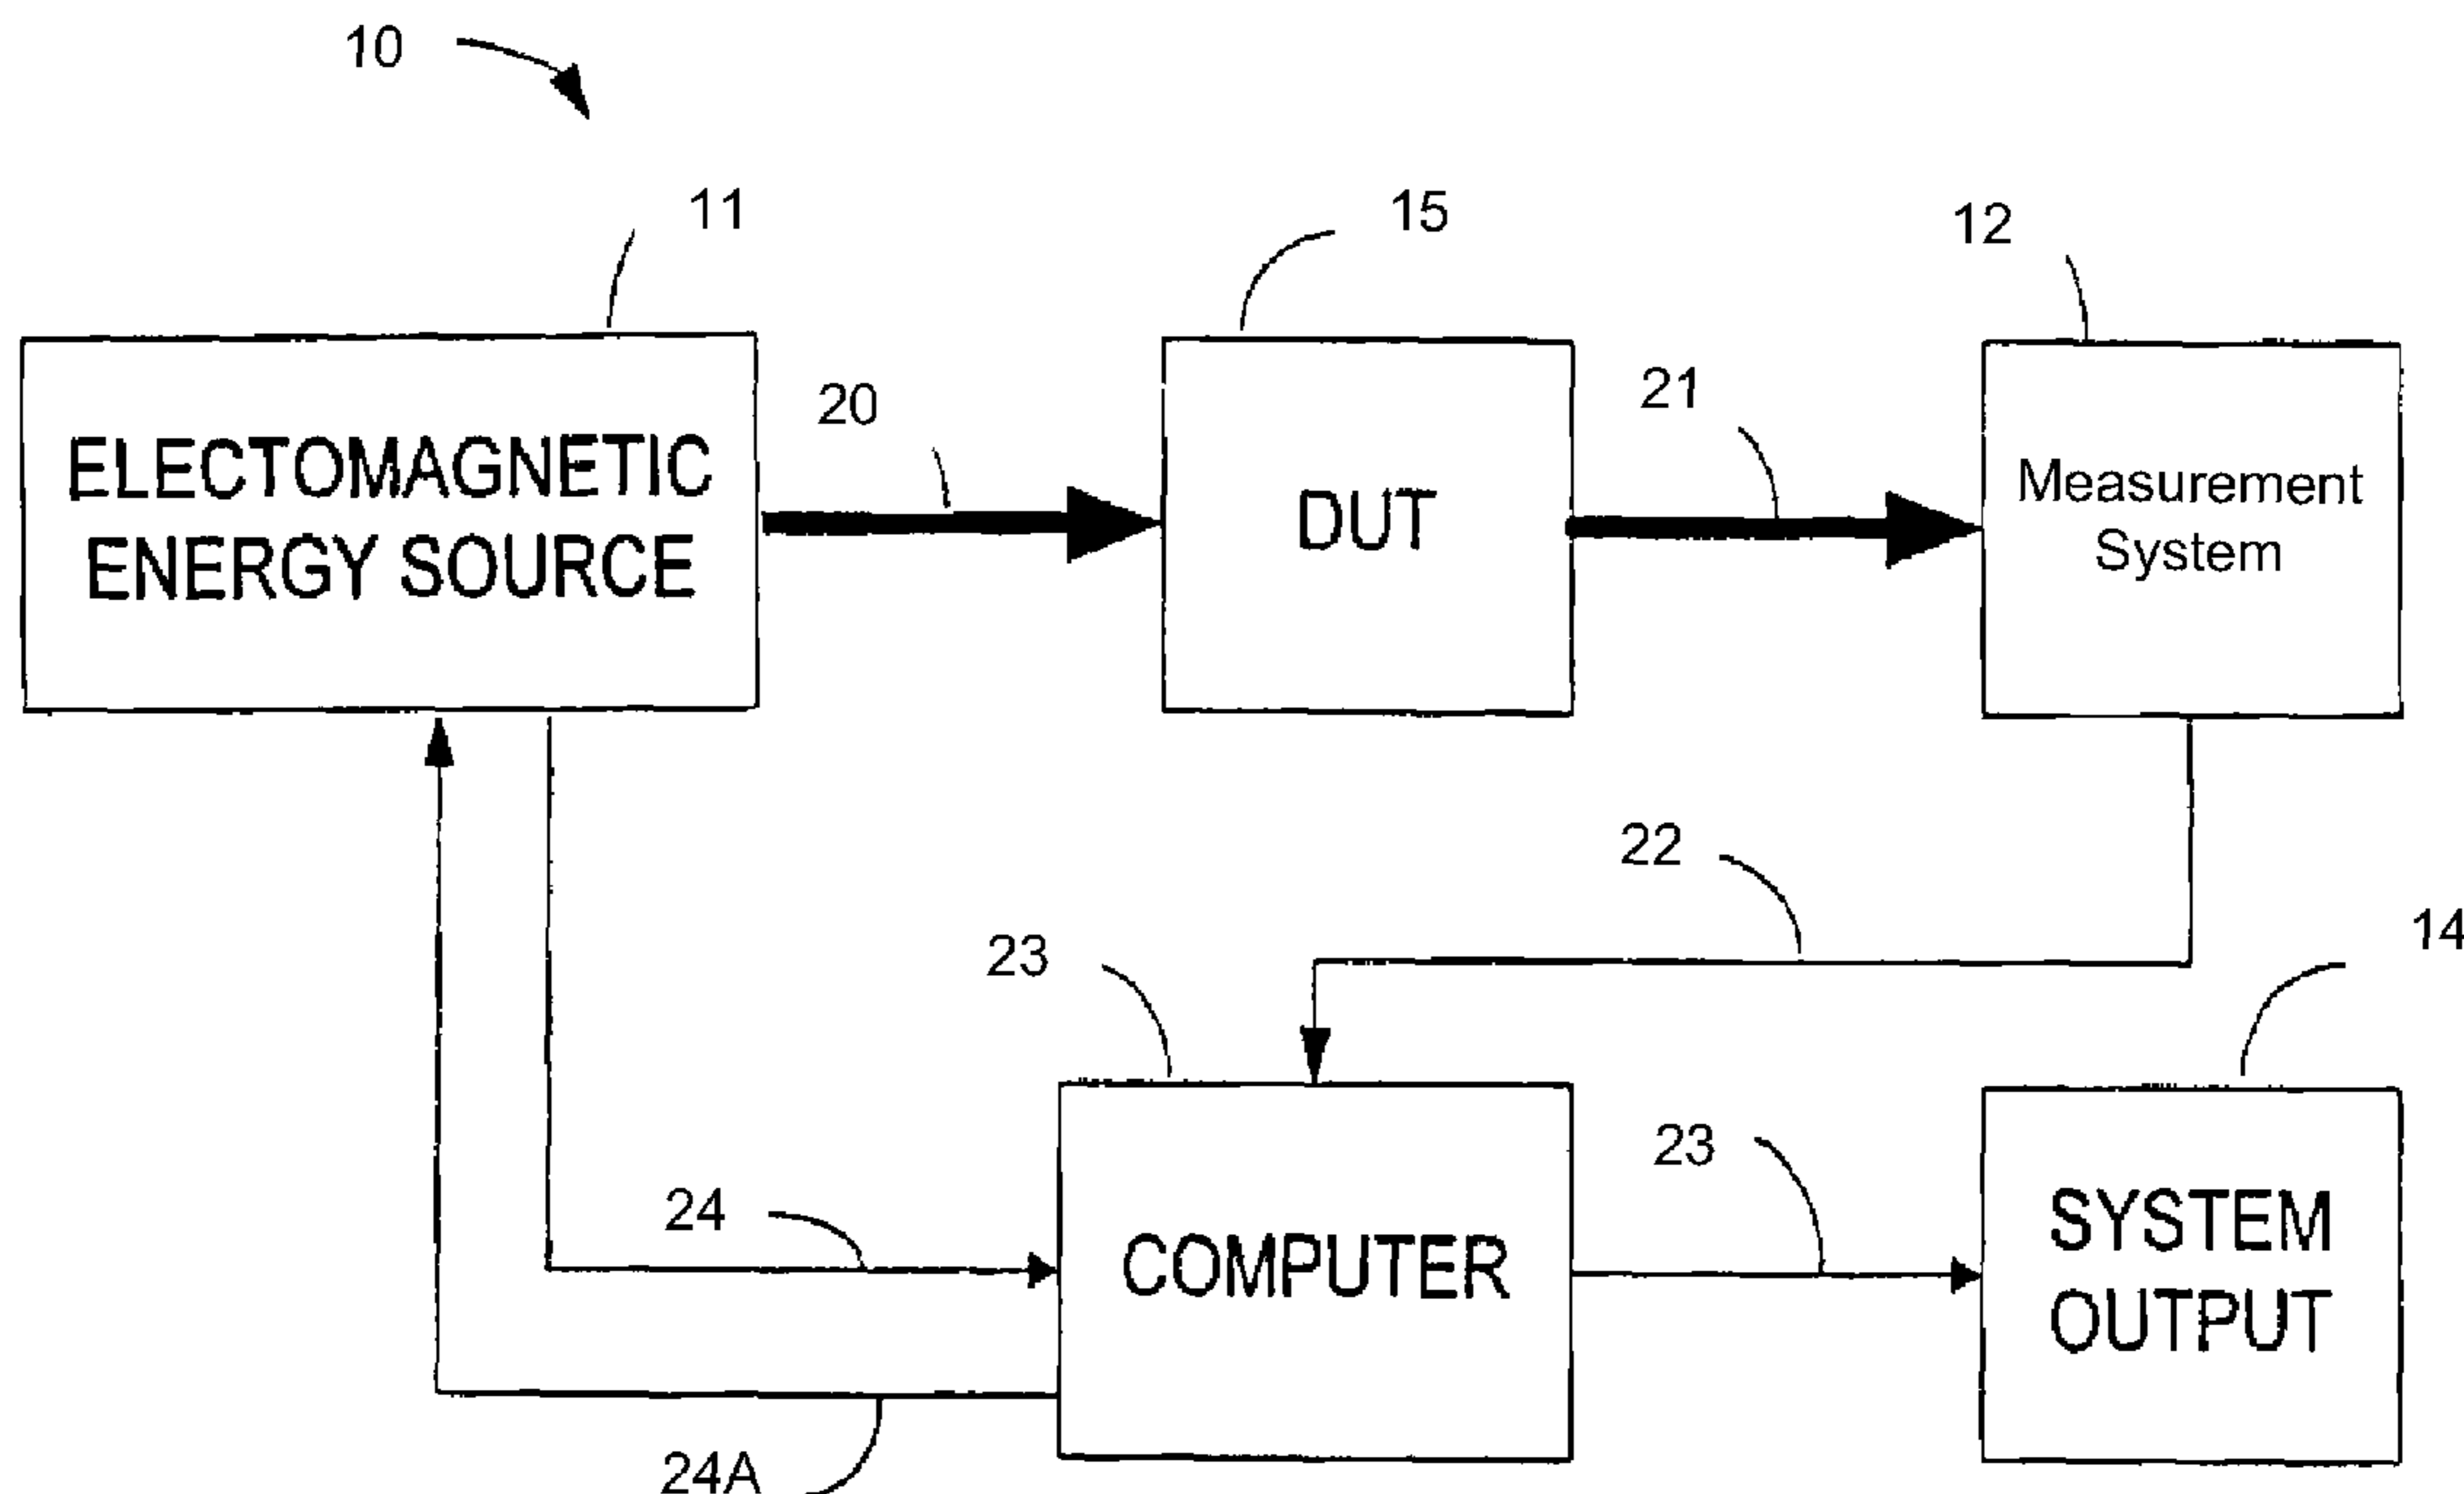 10
11
15
12
20
21
ELECTOMAGNETIC
ENERGY SOURCE
DUT
Measurement
System
22
14
23
24
23
COMPUTER
SYSTEM
OUTPUT
24A